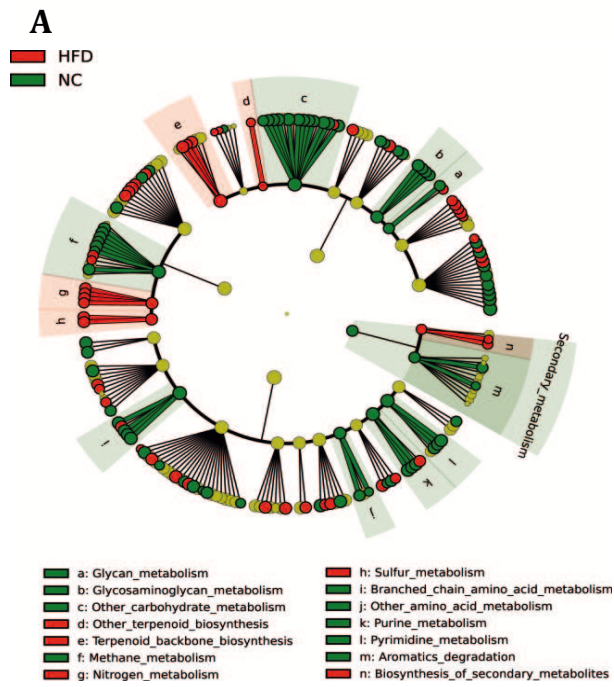 A
HFD
NC
a
b
c
d
e
f
g
h
i
j
k
l
m
n
Secondary_metabolism
a: Glycan_metabolism
b: Glycosaminoglycan_metabolism
c: Other_carbohydrate_metabolism
d: Other_terpenoid_biosynthesis
e: Terpenoid_backbone_biosynthesis
f: Methane_metabolism
g: Nitrogen_metabolism
h: Sulfur_metabolism
i: Branched_chain_amino_acid_metabolism
j: Other_amino_acid_metabolism
k: Purine_metabolism
l: Pyrimidine_metabolism
m: Aromatics_degradation
n: Biosynthesis_of_secondary_metabolites